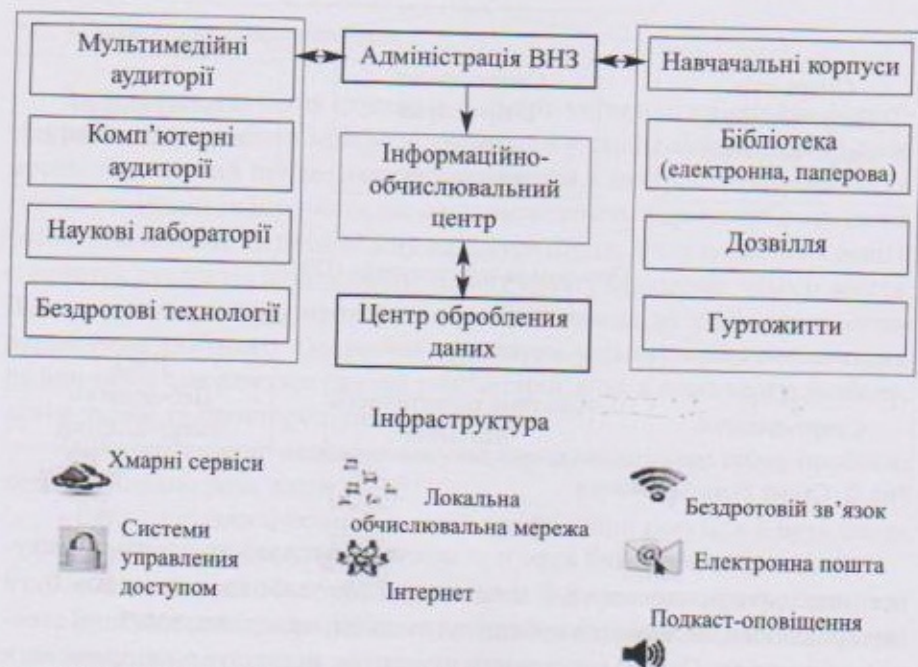 Мультимедійні
аудиторії
Комп’ютерні
аудиторії
Наукові лабораторії
Бездротові технології
Адміністрація ВНЗ
Інформаційно-
обчислювальний
центр
Центр оброблення
даних
Навчачальні корпуси
Бібліотека
(електронна, паперова)
Дозвілля
Гуртожитти
Інфраструктура
Хмарні сервіси
Системи
управления
доступом
Локальна
обчислювальна мережа
Інтернет
Бездротовій зв’язок
Електронна пошта
Подкаст-оповіщення